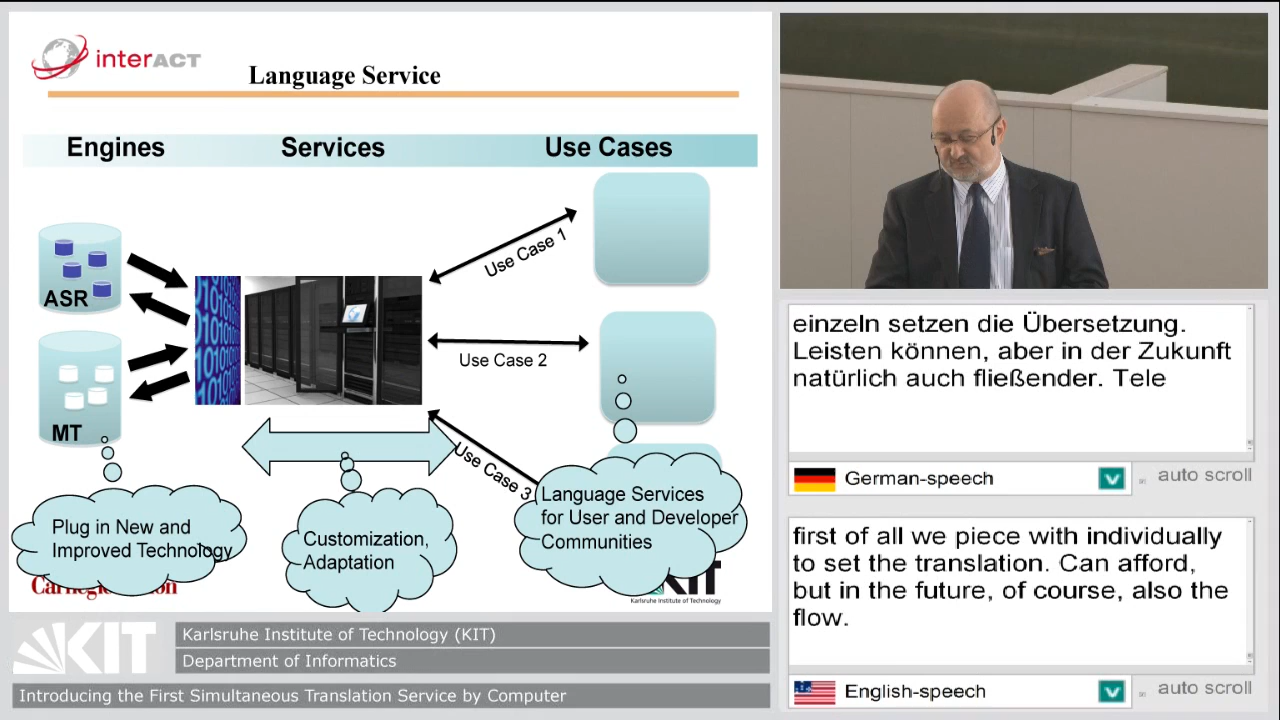 interACT
Language Service
Engines
Services
Use Cases
ASR
MT
Use Case 1
Use Case 2
Use Case 3
Plug in New and
Improved Technology
Customization,
Adaptation
Language Services
for User and Developer
Communities
KIT
Karlsruhe Institute of Technology
KIT
Karlsruhe Institute of Technology (KIT)
Department of Informatics
Introducing the First Simultaneous Translation Service by Computer
einzeln setzen die Übersetzung.
Leisten können, aber in der Zukunft
natürlich auch fließender. Tele
German-speech
auto scroll
first of all we piece with individually
to set the translation. Can afford,
but in the future, of course, also the
flow.
English-speech
auto scroll